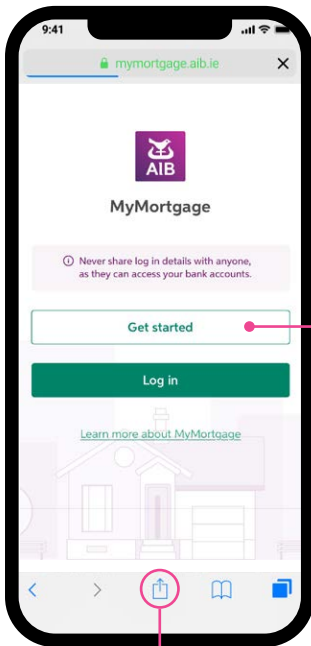 9:41
mymortgage.aib.ie
AIB
MyMortgage
Never share log in details with anyone,
as they can access your bank accounts.
Get started
Log in
Learn more about MyMortgage